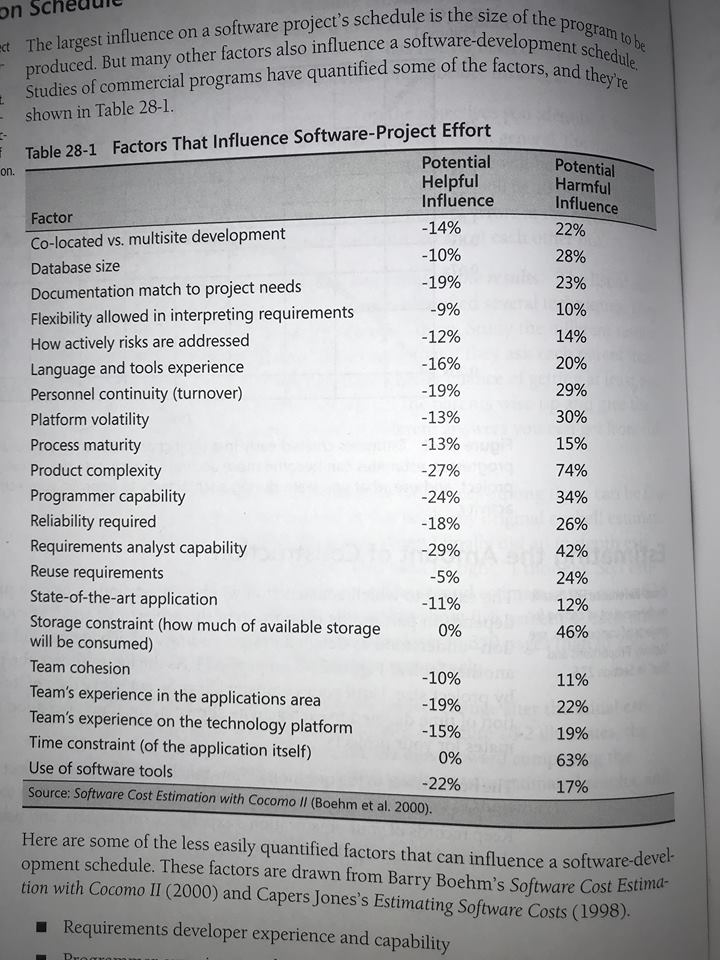 on Schedule
The largest influence on a software project's schedule is the size of the program to be
produced. But many other factors also influence a software-development schedule.
Studies of commercial programs have quantified some of the factors, and they're
shown in Table 28-1.
on.
Table 28-1 Factors That Influence Software-Project Effort
Factor Potential Helpful Influence Potential Harmful Influence
Co-located vs. multisite development -14% 22%
Database size -10% 28%
Documentation match to project needs -19% 23%
Flexibility allowed in interpreting requirements -9% 10%
How actively risks are addressed -12% 14%
Language and tools experience -16% 20%
Personnel continuity (turnover) -19% 29%
Platform volatility -13% 30%
Process maturity -13% 15%
Product complexity -27% 74%
Programmer capability -24% 34%
Reliability required -18% 26%
Requirements analyst capability -29% 42%
Reuse requirements -5% 24%
State-of-the-art application -11% 12%
Storage constraint (how much of available storage 0% 46%
will be consumed)
Team cohesion -10% 11%
Team's experience in the applications area -19% 22%
Team's experience on the technology platform -15% 19%
Time constraint (of the application itself) 0% 63%
Use of software tools -22% 17%
Source: Software Cost Estimation with Cocomo II (Boehm et al. 2000).
Here are some of the less easily quantified factors that can influence a software-devel-
opment schedule. These factors are drawn from Barry Boehm's Software Cost Estima-
tion with Cocomo II (2000) and Capers Jones's Estimating Software Costs (1998).
■ Requirements developer experience and capability